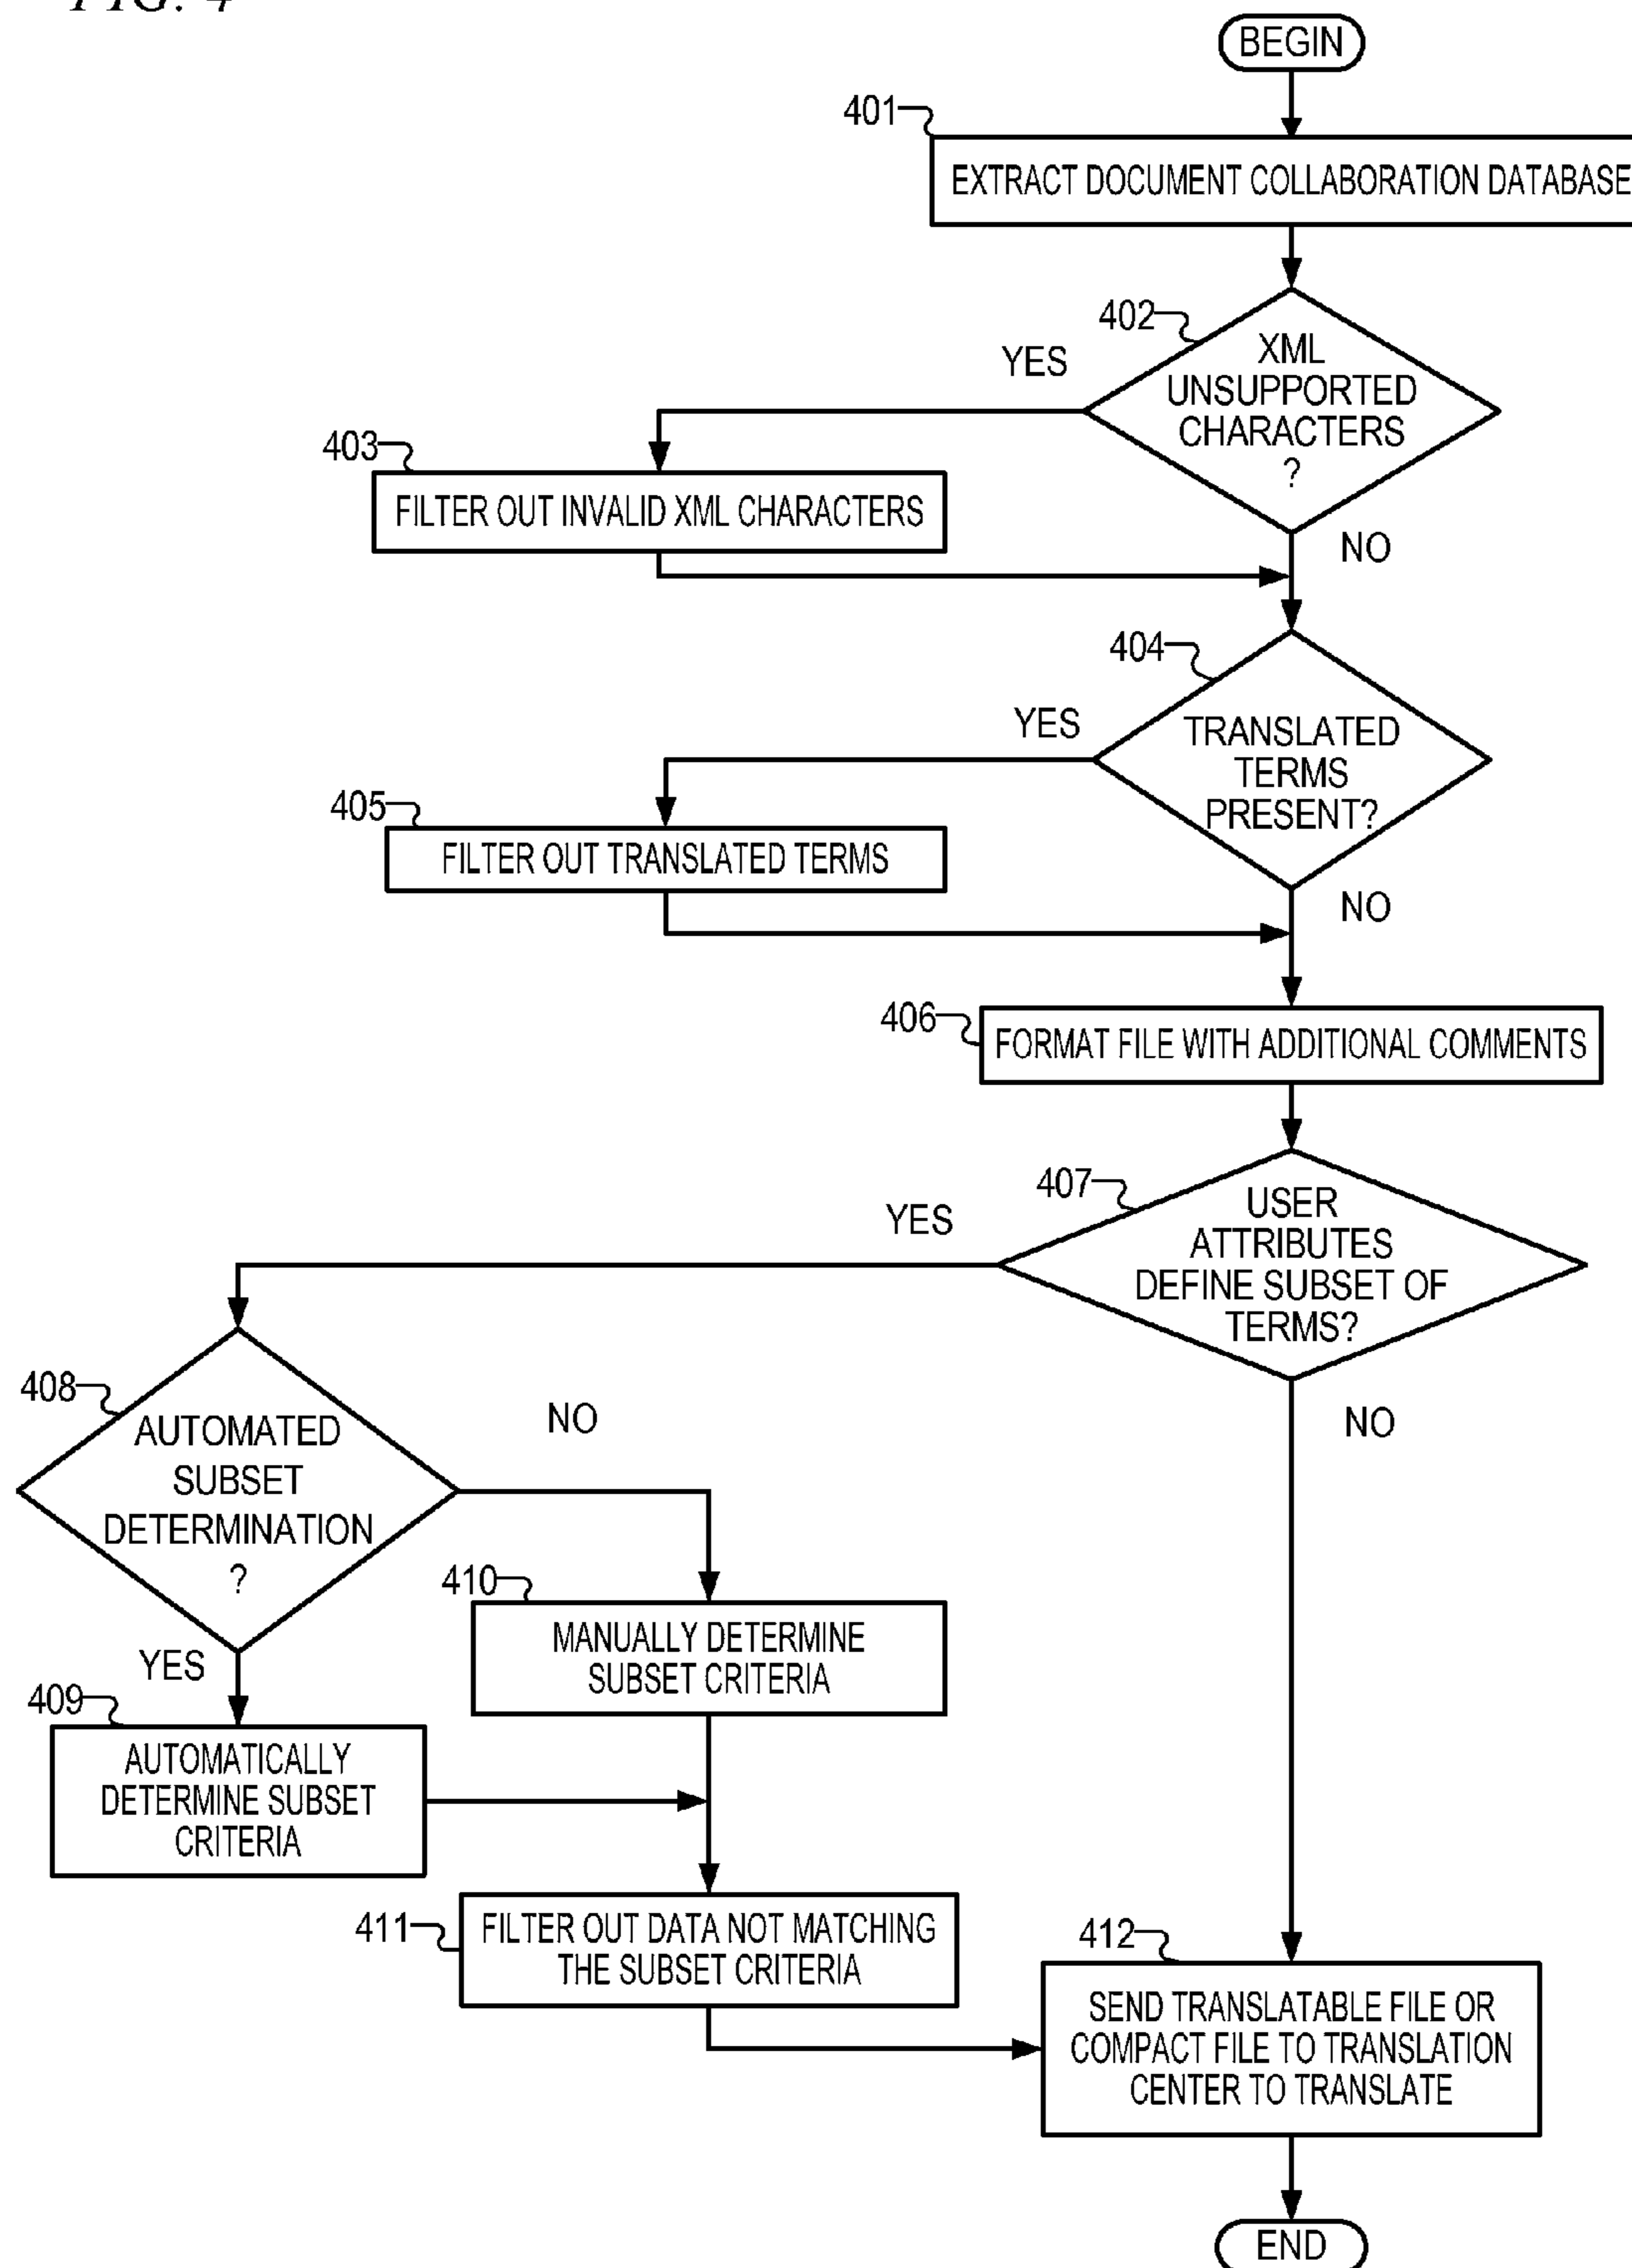 FIG. 4
BEGIN
401
EXTRACT DOCUMENT COLLABORATION DATABASE
402
XML
UNSUPPORTED
CHARACTERS
?
YES
NO
403
FILTER OUT INVALID XML CHARACTERS
404
TRANSLATED
TERMS
PRESENT?
YES
NO
405
FILTER OUT TRANSLATED TERMS
406
FORMAT FILE WITH ADDITIONAL COMMENTS
407
USER
ATTRIBUTES
DEFINE SUBSET OF
TERMS?
YES
NO
408
AUTOMATED
SUBSET
DETERMINATION
?
NO
YES
410
MANUALLY DETERMINE
SUBSET CRITERIA
409
AUTOMATICALLY
DETERMINE SUBSET
CRITERIA
411
FILTER OUT DATA NOT MATCHING
THE SUBSET CRITERIA
412
SEND TRANSLATABLE FILE OR
COMPACT FILE TO TRANSLATION
CENTER TO TRANSLATE
END